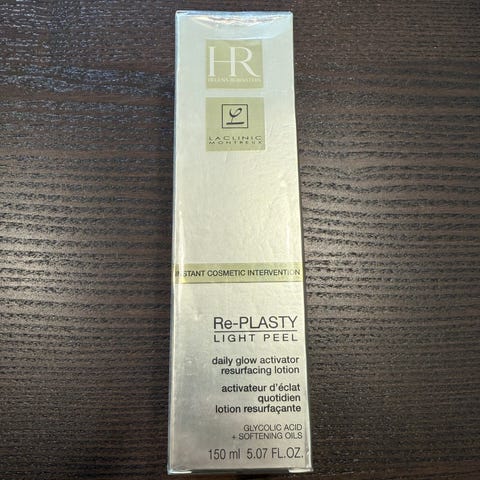 HR
HELENA RUBINSTEIN
LACLINIC
MONTREUX
INSTANT COSMETIC INTERVENTION
Re-PLASTY
LIGHT PEEL
daily glow activator
resurfacing lotion
activateur d'éclat
quotidien
lotion resurfaçante
GLYCOLIC ACID
+ SOFTENING OILS
150 ml 5.07 FL.OZ.